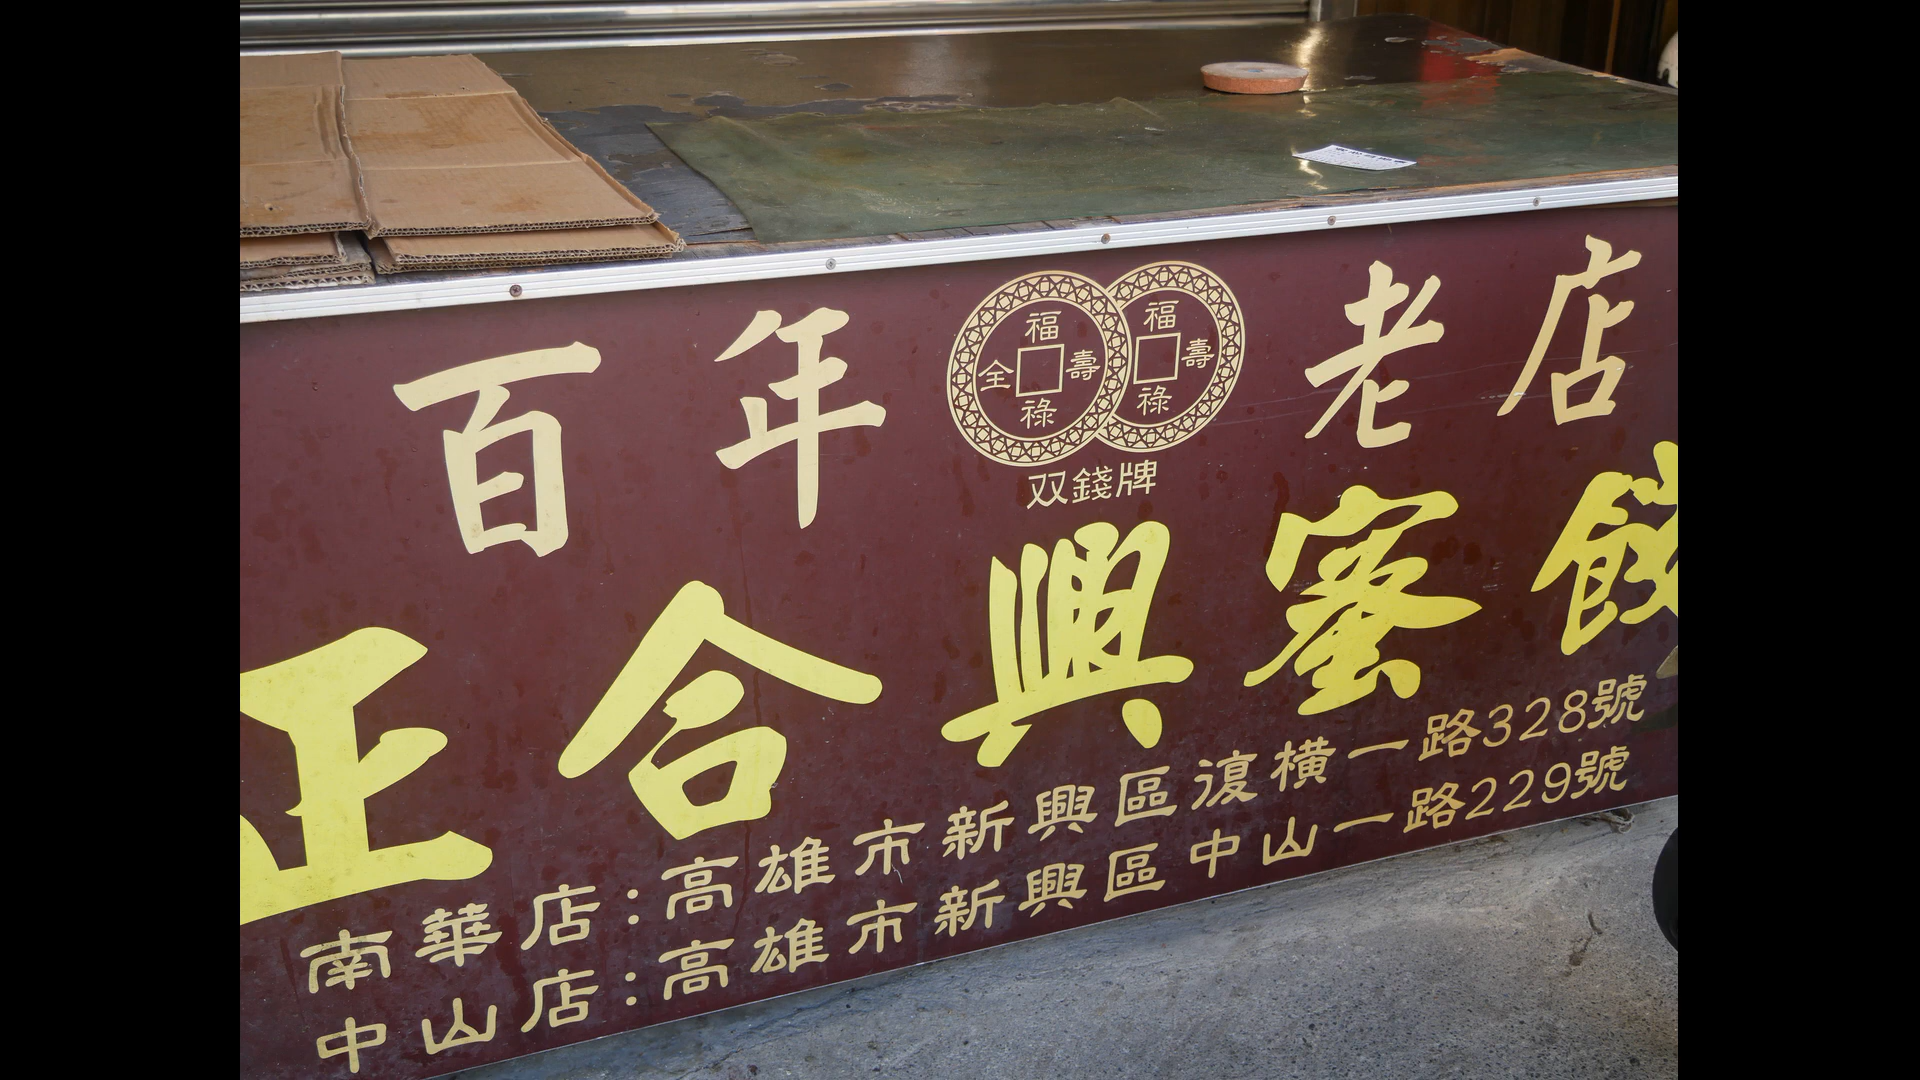 百年 老店
福 全 壽 祿
福 壽 祿
双錢牌
正合興蜜餞
南華店:高雄市新興區復橫一路328號
中山店:高雄市新興區中山一路229號